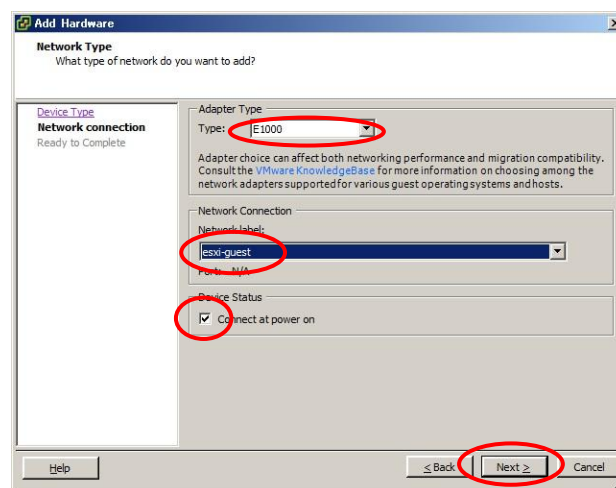 Add Hardware
Network Type
What type of network do you want to add?
Device Type
Network connection
Ready to Complete
Adapter Type
Type: E1000
Adapter choice can affect both networking performance and migration compatibility.
Consult the VMware KnowledgeBase for more information on choosing among the
network adapters supported for various guest operating systems and hosts.
Network Connection
Network label:
esxi-guest
Port: N/A
Device Status
Connect at power on
Help
< Back
Next >
Cancel